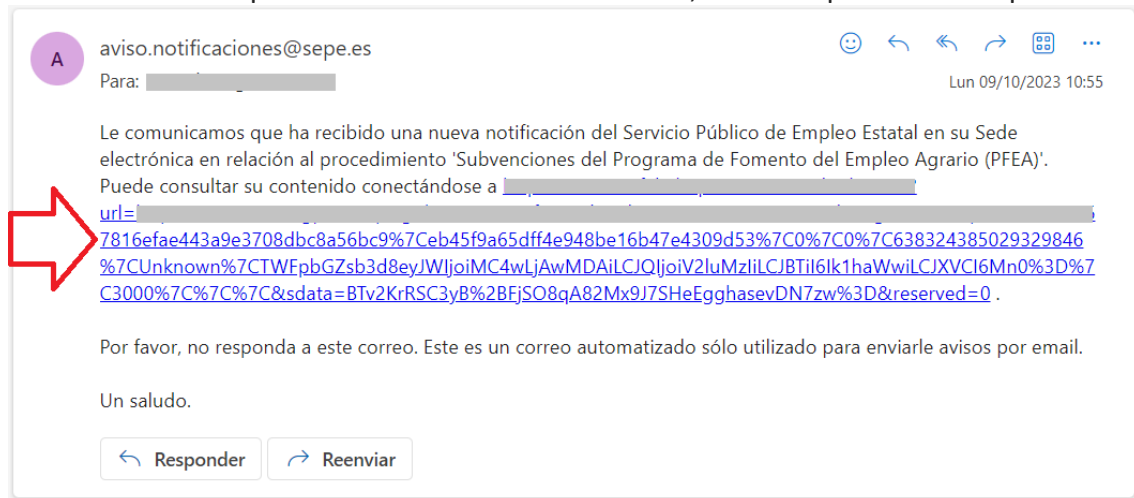 A
aviso.notificaciones@sepe.es
Para:
Lun 09/10/2023 10:55
Le comunicamos que ha recibido una nueva notificación del Servicio Público de Empleo Estatal en su Sede
electrónica en relación al procedimiento 'Subvenciones del Programa de Fomento del Empleo Agrario (PFEA)'.
Puede consultar su contenido conectándose a
url=
7816efae443a9e3708dbc8a56bc9%7Ceb45f9a65dff4e948be16b47e4309d53%7C0%7C0%7C638324385029329846
%7CUnknown%7CTWFpbGZsb3d8eyJWIjoiMC4wLjAwMDAiLCJQIjoiV2luMzIiLCJBTiI6Ik1haWwiLCJXVCI6Mn0%3D%7
C3000%7C%7C%7C&sdata=BTv2KrRSC3yB%2BFjSO8qA82Mx9J7SHeEgghasevDN7zw%3D&reserved=0 .
Por favor, no responda a este correo. Este es un correo automatizado sólo utilizado para enviarle avisos por email.
Un saludo.
Responder
Reenviar